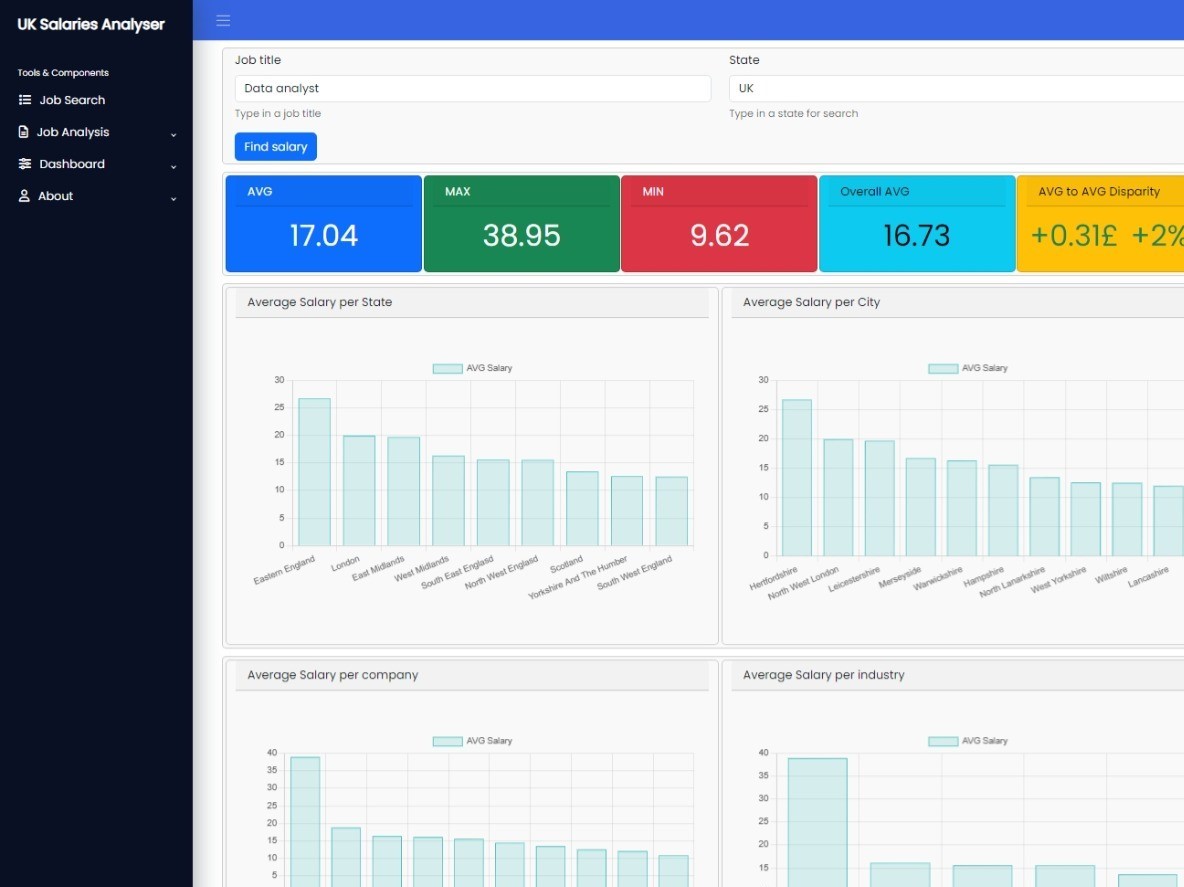 UK Salaries Analyser
Tools & Components
Job Search
Job Analysis
Dashboard
About
Job title
State
Data analyst
UK
Type in a job title
Type in a state for search
Find salary
AVG
MAX
MIN
Overall AVG
AVG to AVG Disparity
17.04
38.95
9.62
16.73
+0.31£ +2%
Average Salary per State
AVG Salary
30
25
20
15
10
5
0
Eastern England
London
East Midlands
West Midlands
South East England
North West England
Scotland
Yorkshire And The Humber
South West England
Average Salary per City
AVG Salary
30
25
20
15
10
5
0
Hertfordshire
North West London
Leicestershire
Merseyside
Warwickshire
Hampshire
North Lanarkshire
West Yorkshire
Wiltshire
Lancashire
Average Salary per company
AVG Salary
40
35
30
25
20
15
10
5
Average Salary per industry
AVG Salary
40
35
30
25
20
15